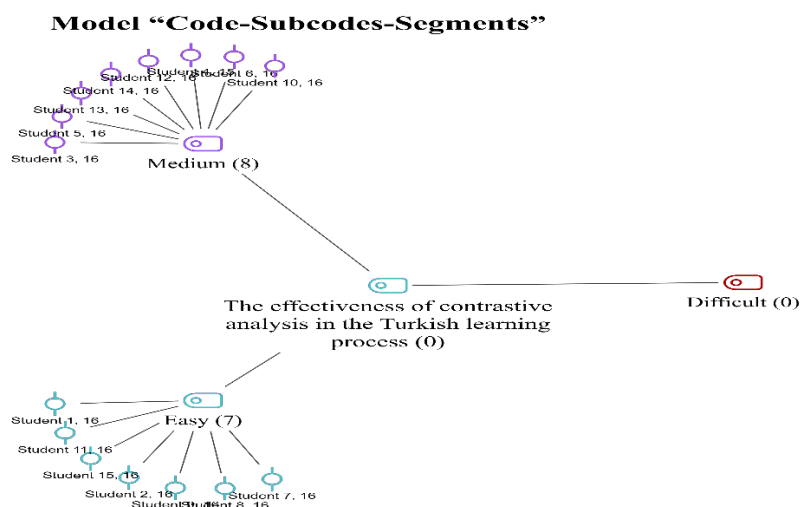 Model “Code-Subcodes-Segments”
Student 6, 16
Student 12, 16
Student 10, 16
Student 14, 16
Student 13, 16
Student 5, 16
Student 3, 16
Medium (8)
Difficult (0)
The effectiveness of contrastive
analysis in the Turkish learning
process (0)
Easy (7)
Student 1, 16
Student 11, 16
Student 15, 16
Student 2, 16
Student 7, 16
Student 8, 16